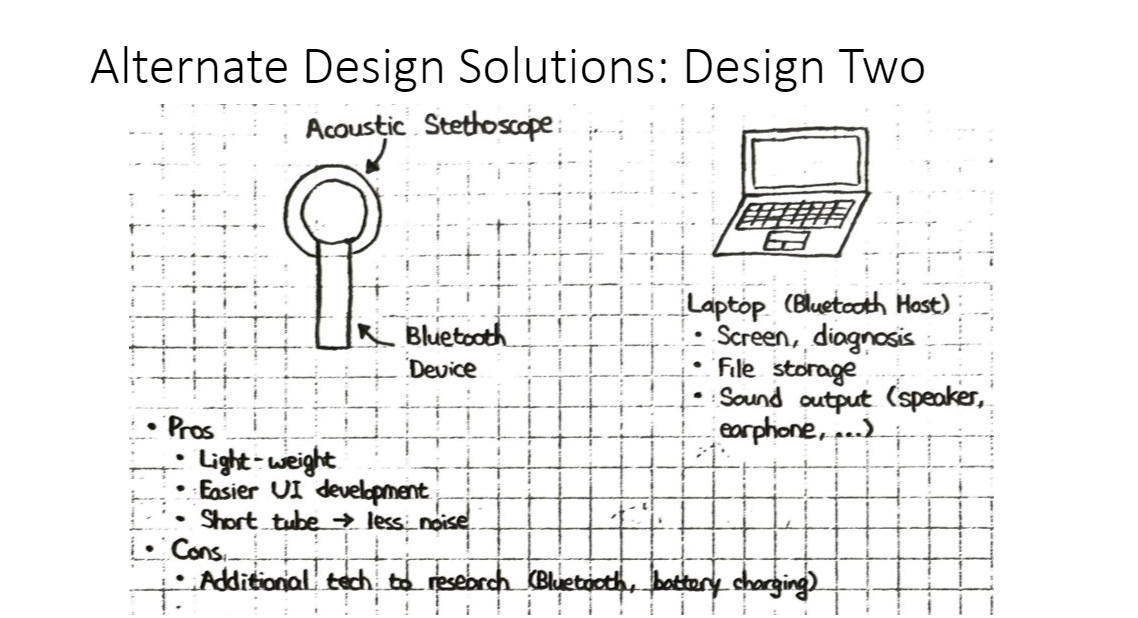 Alternate Design Solutions: Design Two
Acoustic Stethoscope
Bluetooth
Device
Laptop (Bluetooth Host)
• Screen, diagnosis
• File storage
• Sound output (speaker,
earphone, ...)
• Pros
• Light-weight
• Easier UI development
• Short tube → less noise
• Cons
• Additional tech to research (Bluetooth, battery charging)